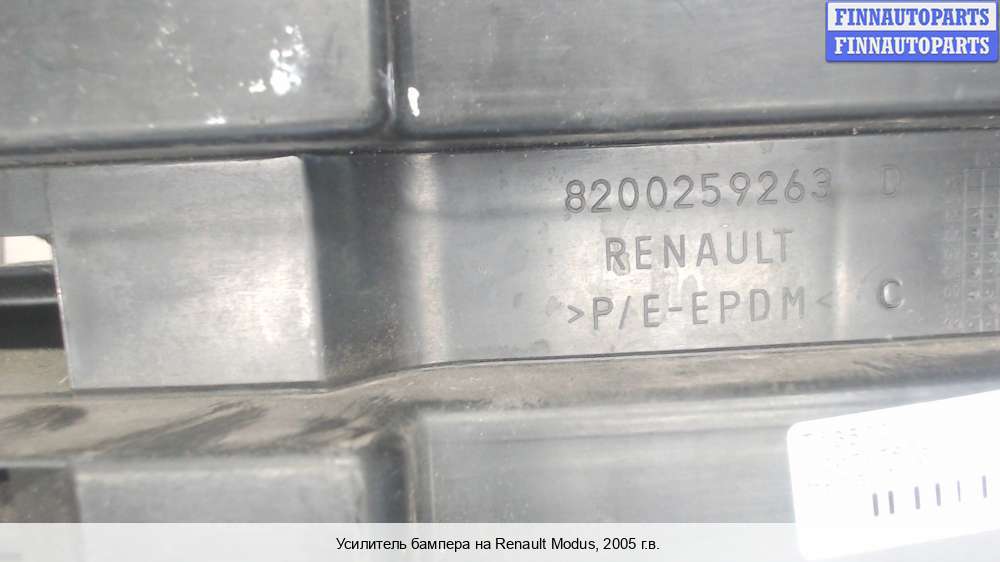 FINNAUTOPARTS
FINNAUTOPARTS
8200259263 D
RENAULT
>P/E-EPDM< C
Усилитель бампера на Renault Modus, 2005 г.в.